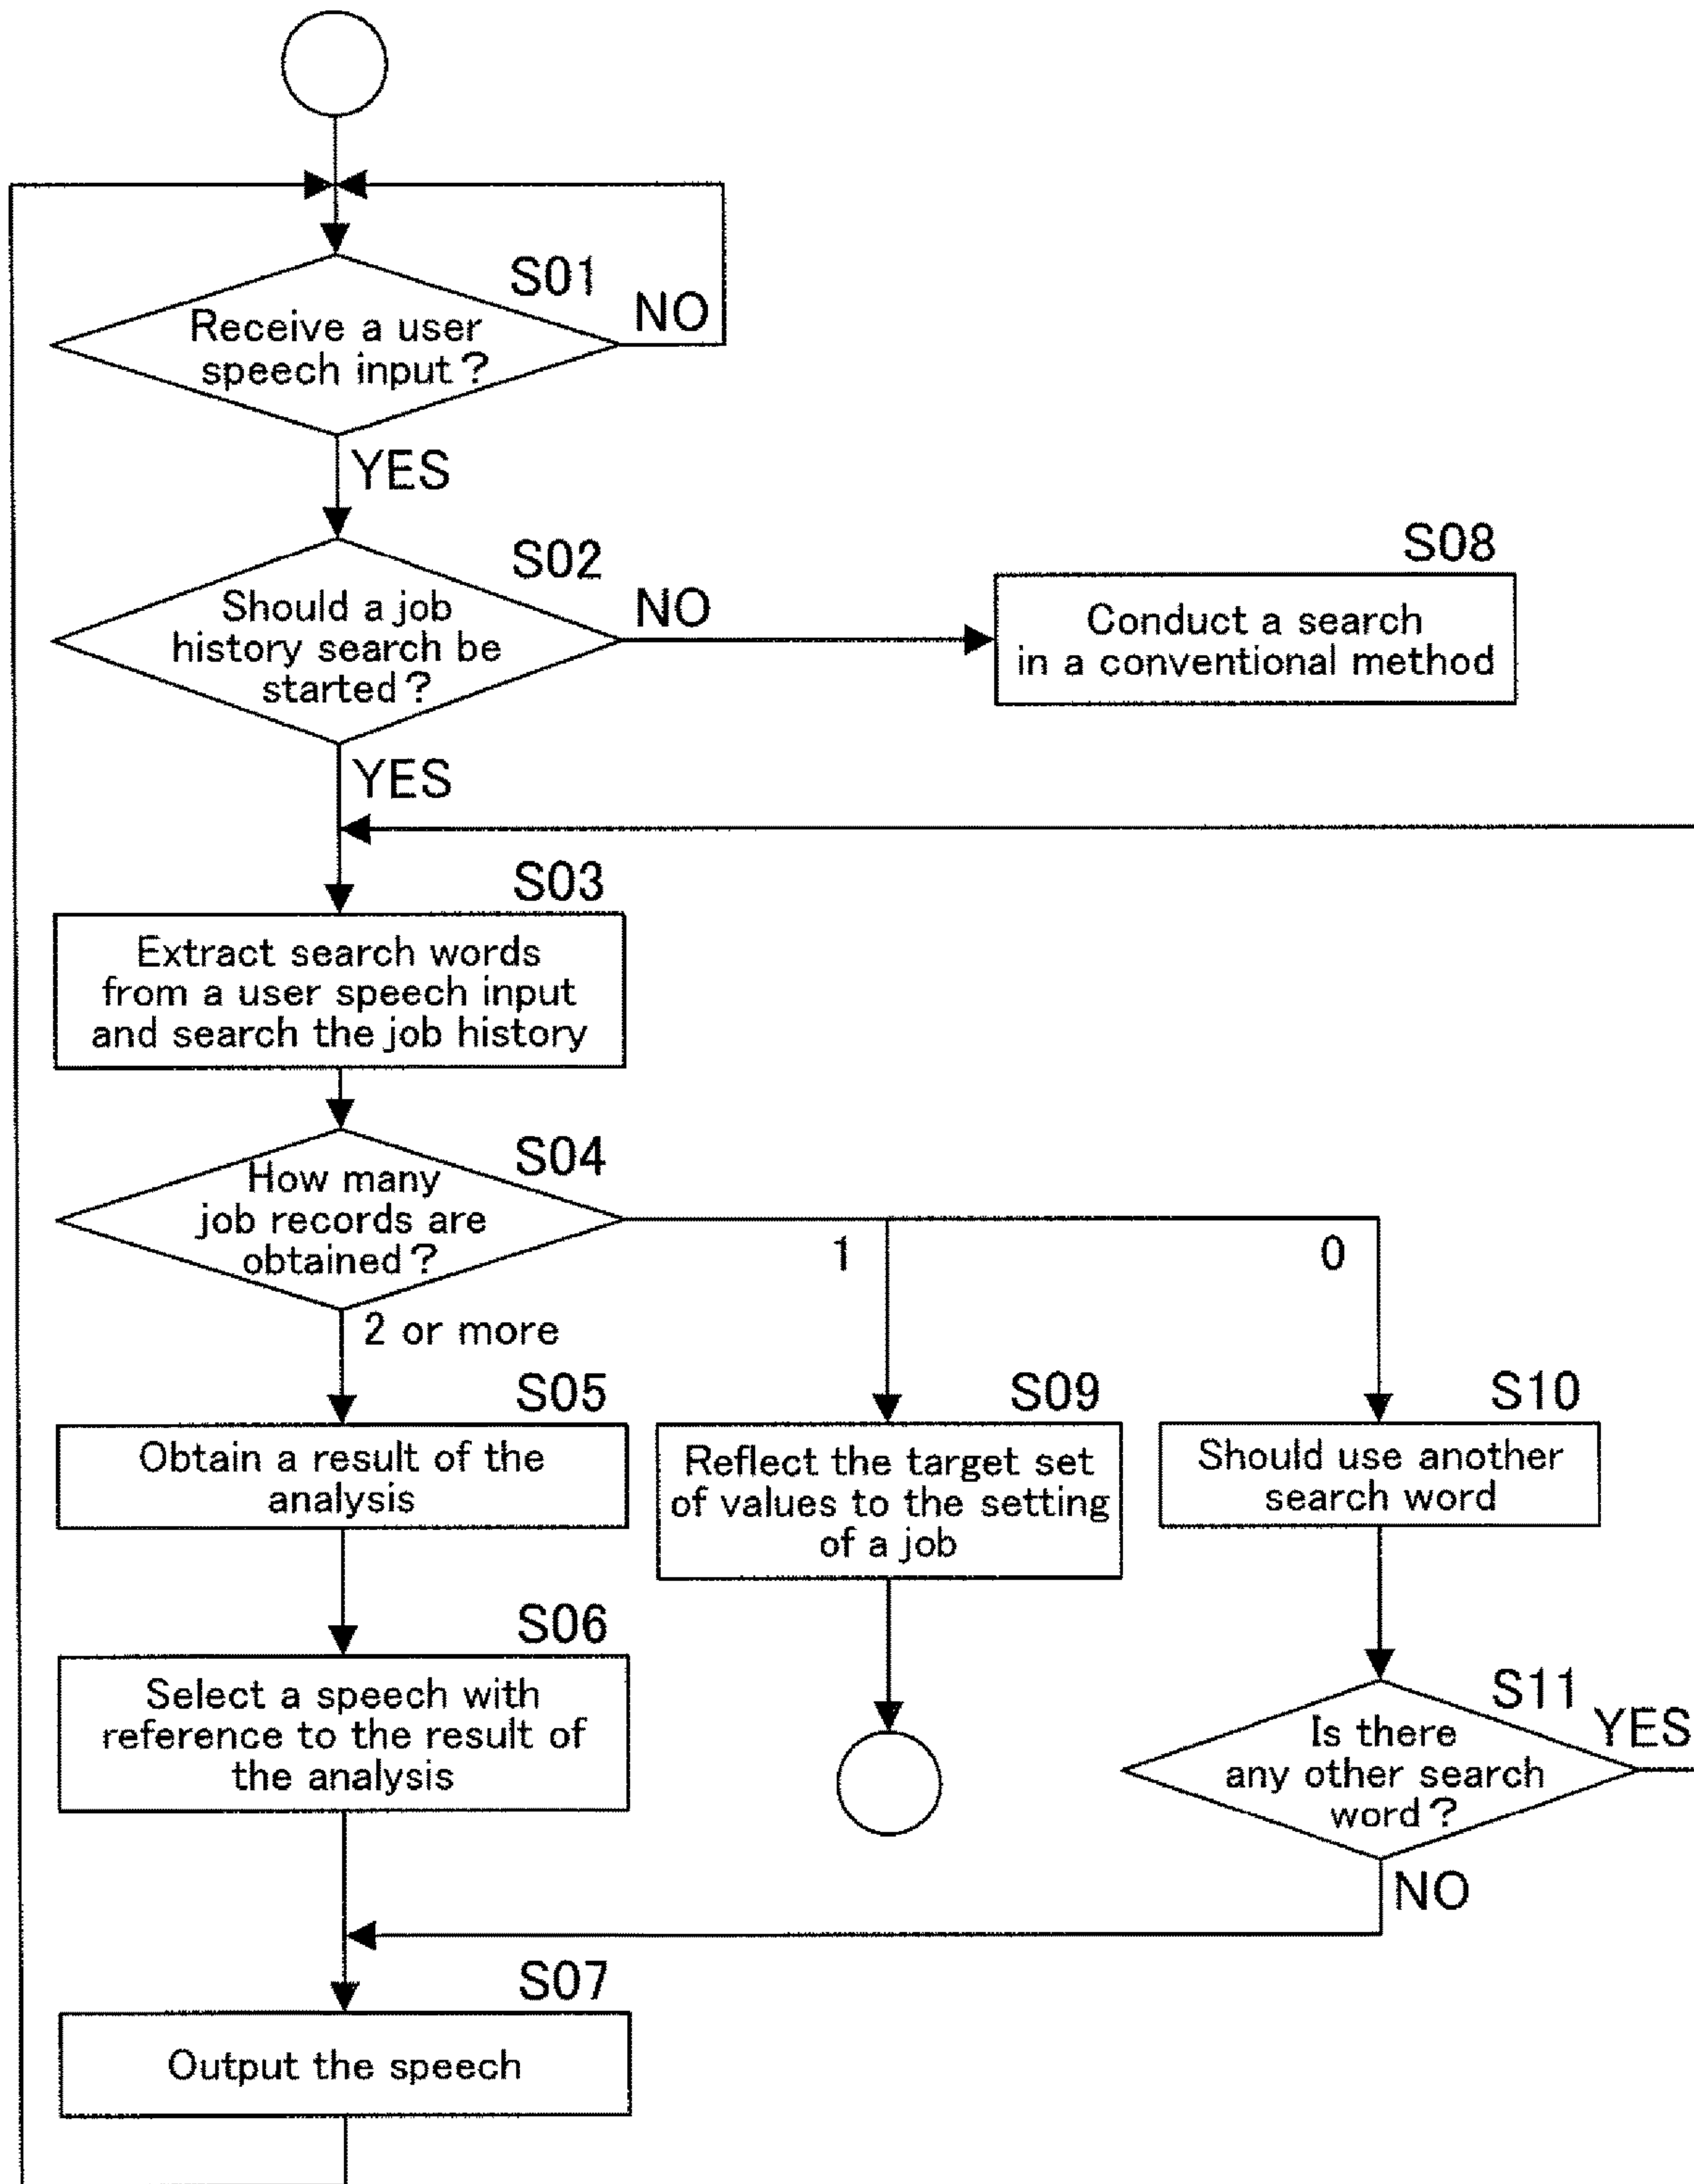 S01
Receive a user
speech input?
NO
YES
S02
Should a job
history search be
started?
NO
S08
Conduct a search
in a conventional method
YES
S03
Extract search words
from a user speech input
and search the job history
S04
How many
job records are
obtained?
1
0
2 or more
S05
Obtain a result of the
analysis
S09
Reflect the target set
of values to the setting
of a job
S10
Should use another
search word
S06
Select a speech with
reference to the result of
the analysis
S11
Is there
any other search
word?
YES
NO
S07
Output the speech